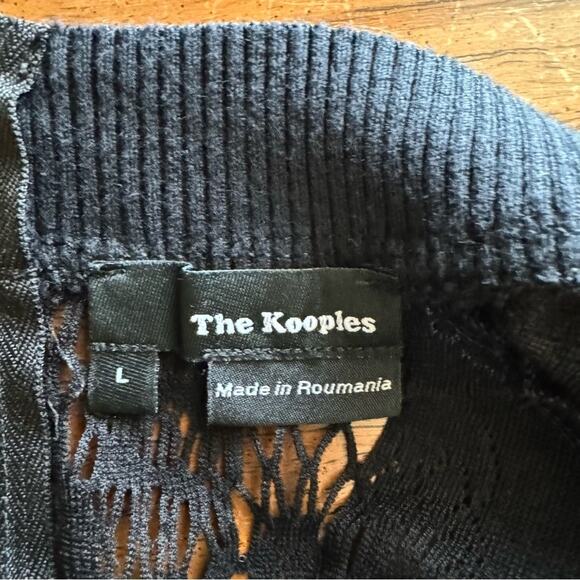 The Kooples
L
Made in Roumania